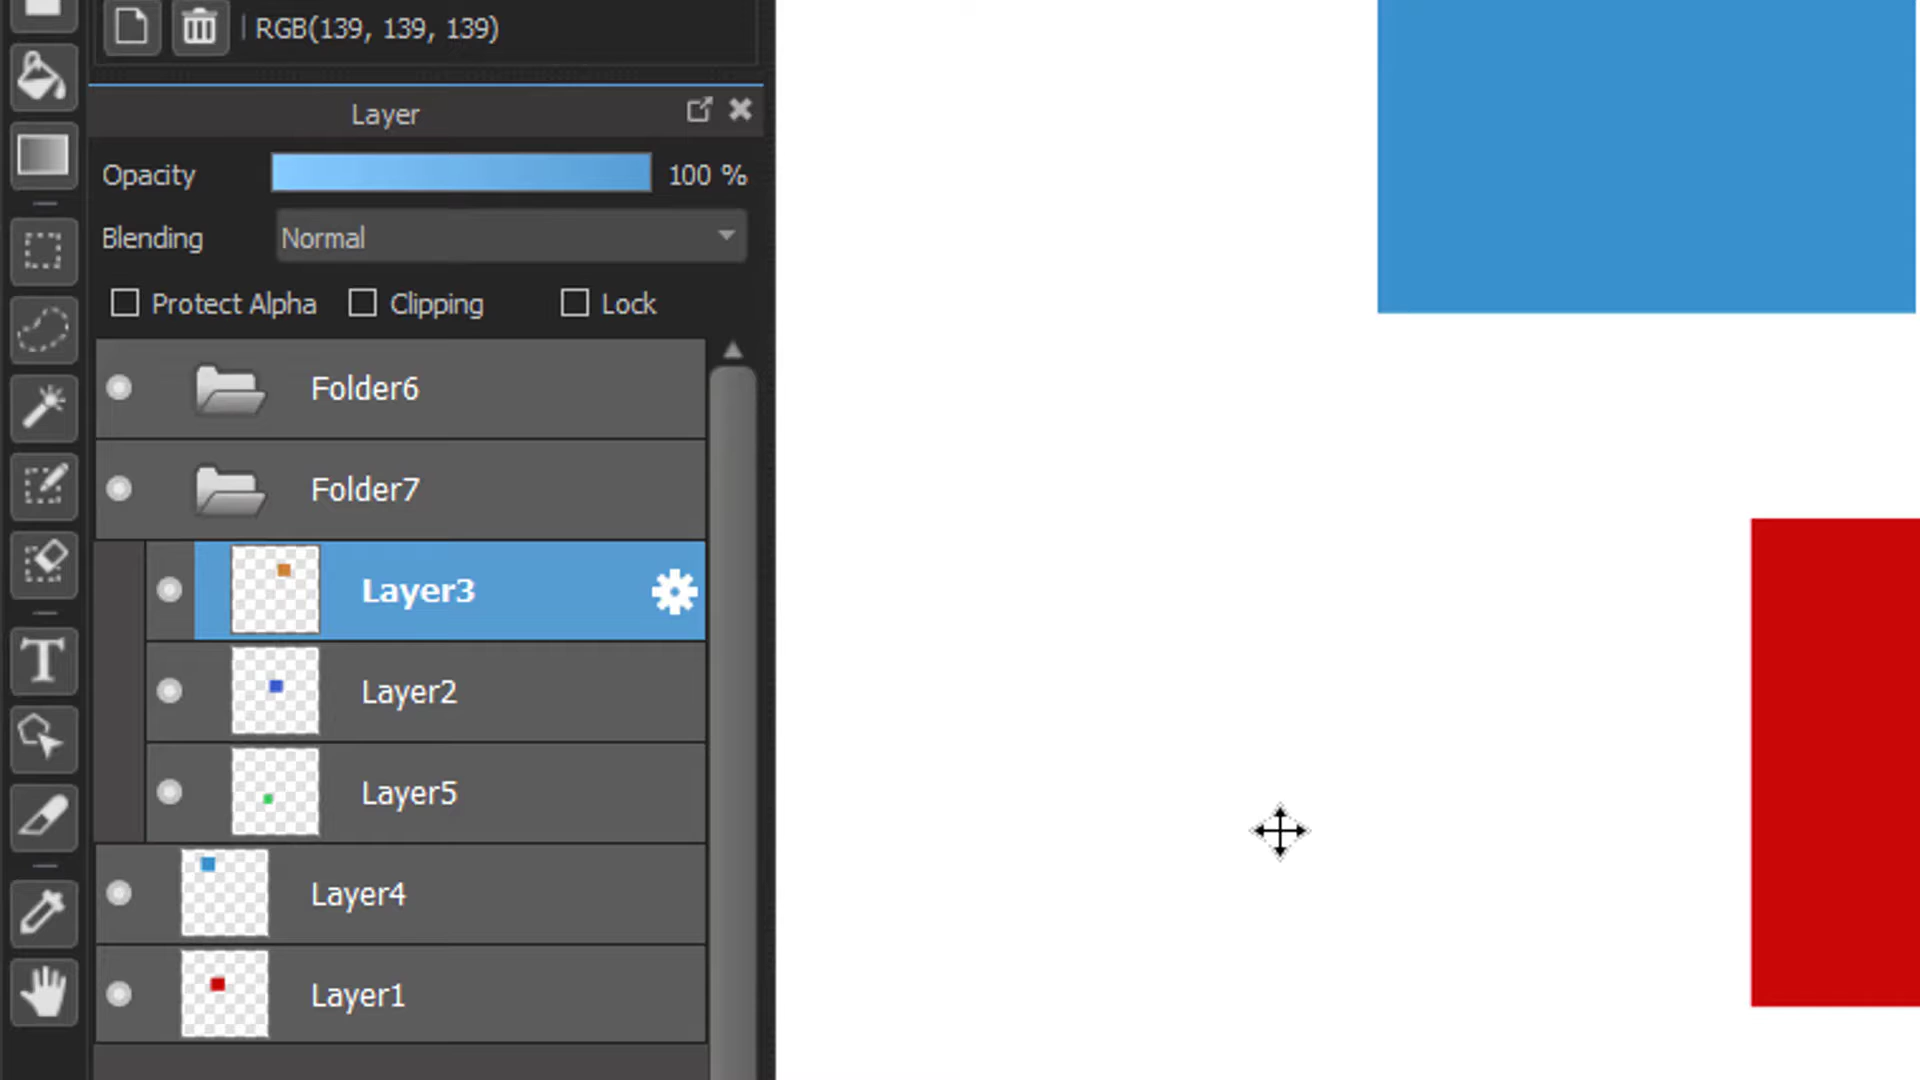 RGB(139, 139, 139)
Layer
Opacity 100 %
Blending Normal
Protect Alpha Clipping Lock
Folder6
Folder7
Layer3
Layer2
Layer5
Layer4
Layer1